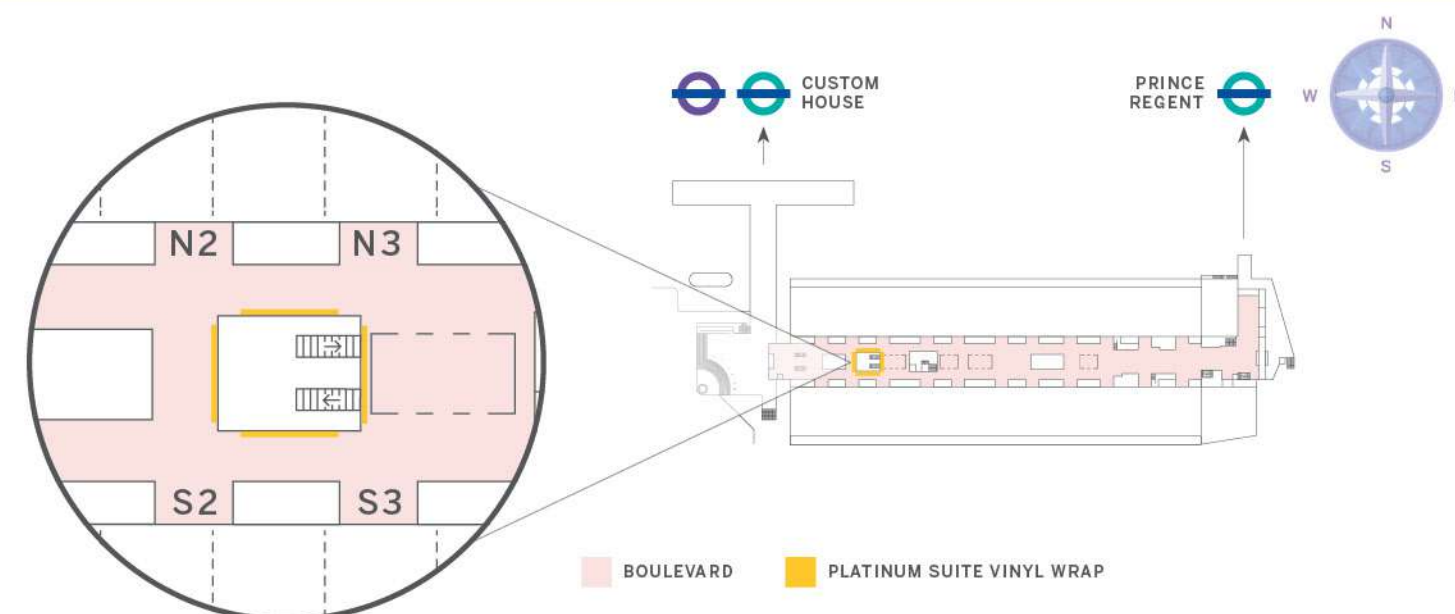 N
CUSTOM
HOUSE
PRINCE
REGENT
W
S
N2
N3
S2
S3
BOULEVARD
PLATINUM SUITE VINYL WRAP